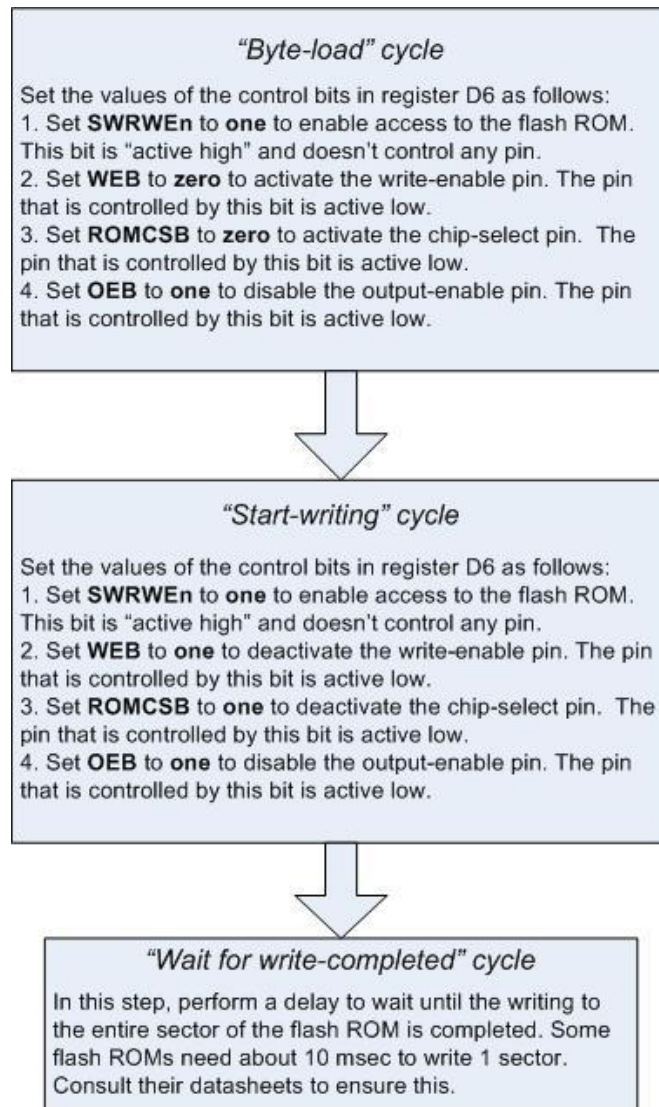 “Byte-load” cycle
Set the values of the control bits in register D6 as follows:
1. Set SWRWEn to one to enable access to the flash ROM.
This bit is “active high” and doesn’t control any pin.
2. Set WEB to zero to activate the write-enable pin. The pin
that is controlled by this bit is active low.
3. Set ROMCSB to zero to activate the chip-select pin. The
pin that is controlled by this bit is active low.
4. Set OEB to one to disable the output-enable pin. The pin
that is controlled by this bit is active low.
“Start-writing” cycle
Set the values of the control bits in register D6 as follows:
1. Set SWRWEn to one to enable access to the flash ROM.
This bit is “active high” and doesn’t control any pin.
2. Set WEB to one to deactivate the write-enable pin. The pin
that is controlled by this bit is active low.
3. Set ROMCSB to one to deactivate the chip-select pin. The
pin that is controlled by this bit is active low.
4. Set OEB to one to disable the output-enable pin. The pin
that is controlled by this bit is active low.
“Wait for write-completed” cycle
In this step, perform a delay to wait until the writing to
the entire sector of the flash ROM is completed. Some
flash ROMs need about 10 msec to write 1 sector.
Consult their datasheets to ensure this.